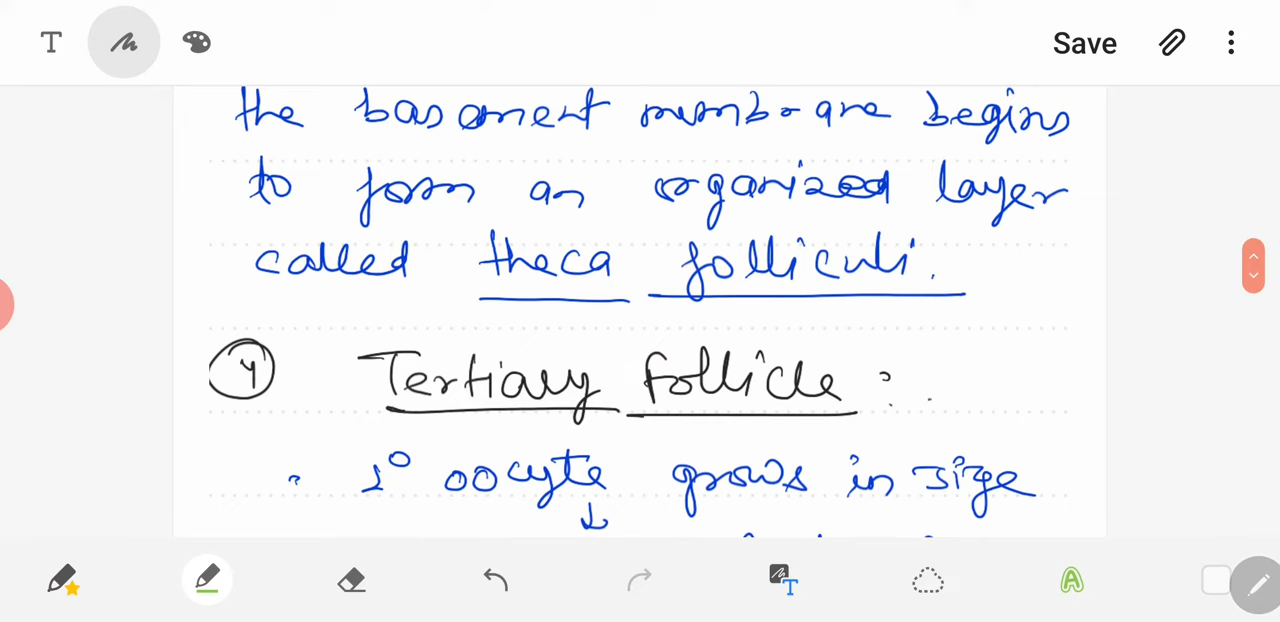 T Save
the basement membrane begins
to form an organized layer
called theca folliculi.
4 Tertiary follicle :
1° oocyte grows in size
↓
T A